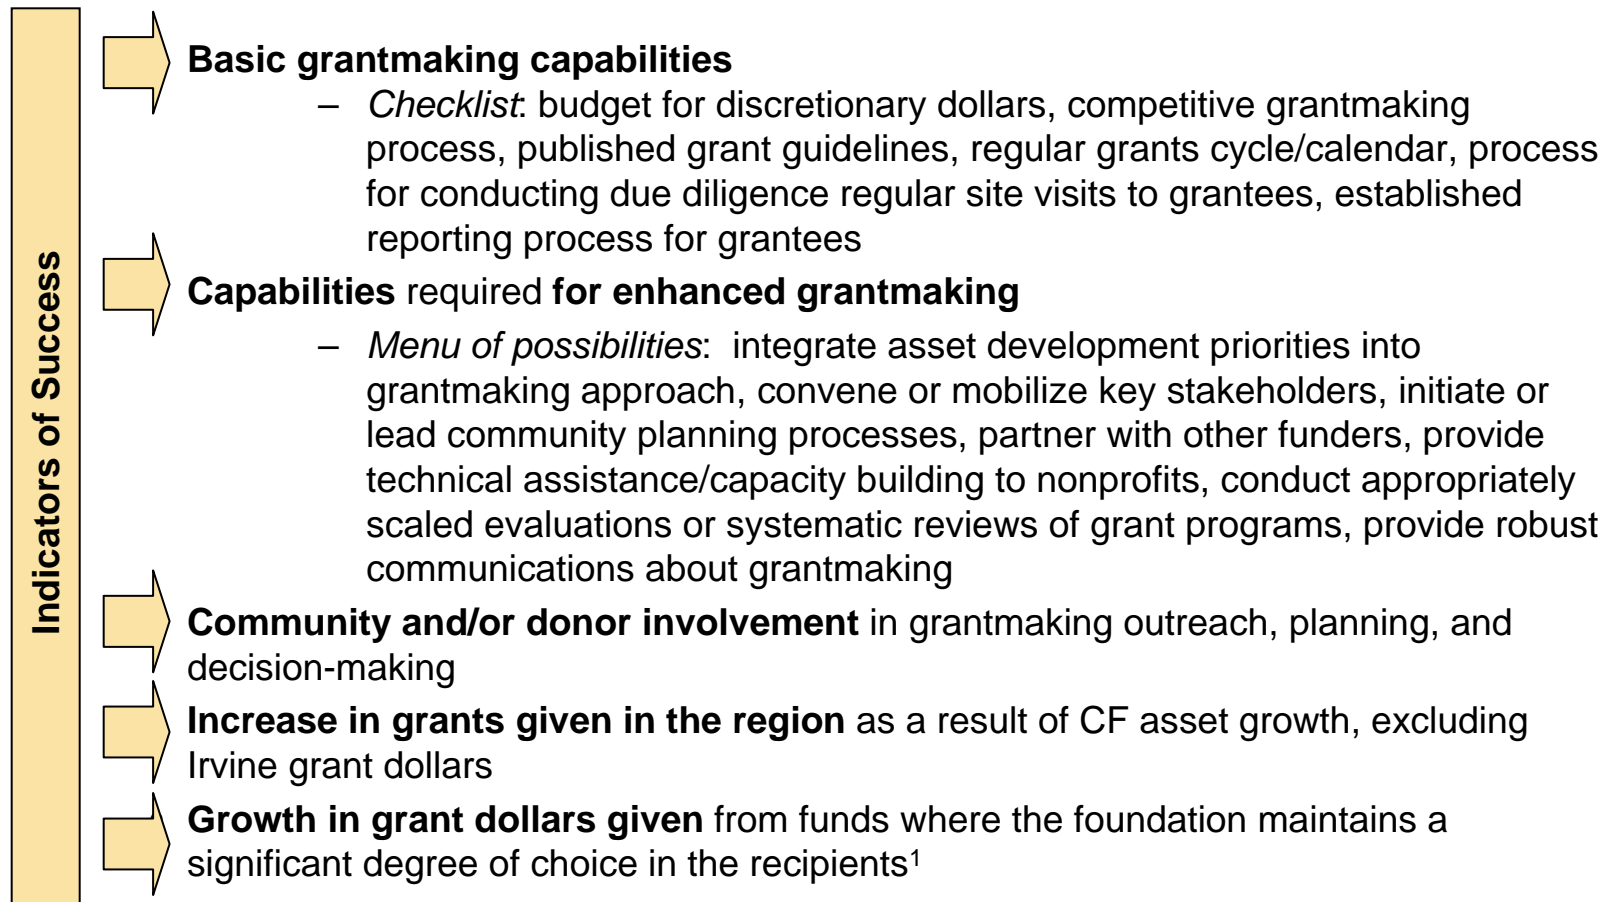 Indicators of Success
Basic grantmaking capabilities
– Checklist: budget for discretionary dollars, competitive grantmaking
process, published grant guidelines, regular grants cycle/calendar, process
for conducting due diligence regular site visits to grantees, established
reporting process for grantees
Capabilities required for enhanced grantmaking
– Menu of possibilities:  integrate asset development priorities into
grantmaking approach, convene or mobilize key stakeholders, initiate or
lead community planning processes, partner with other funders, provide
technical assistance/capacity building to nonprofits, conduct appropriately
scaled evaluations or systematic reviews of grant programs, provide robust
communications about grantmaking
Community and/or donor involvement in grantmaking outreach, planning, and
decision-making
Increase in grants given in the region as a result of CF asset growth, excluding
Irvine grant dollars
Growth in grant dollars given from funds where the foundation maintains a
significant degree of choice in the recipients¹